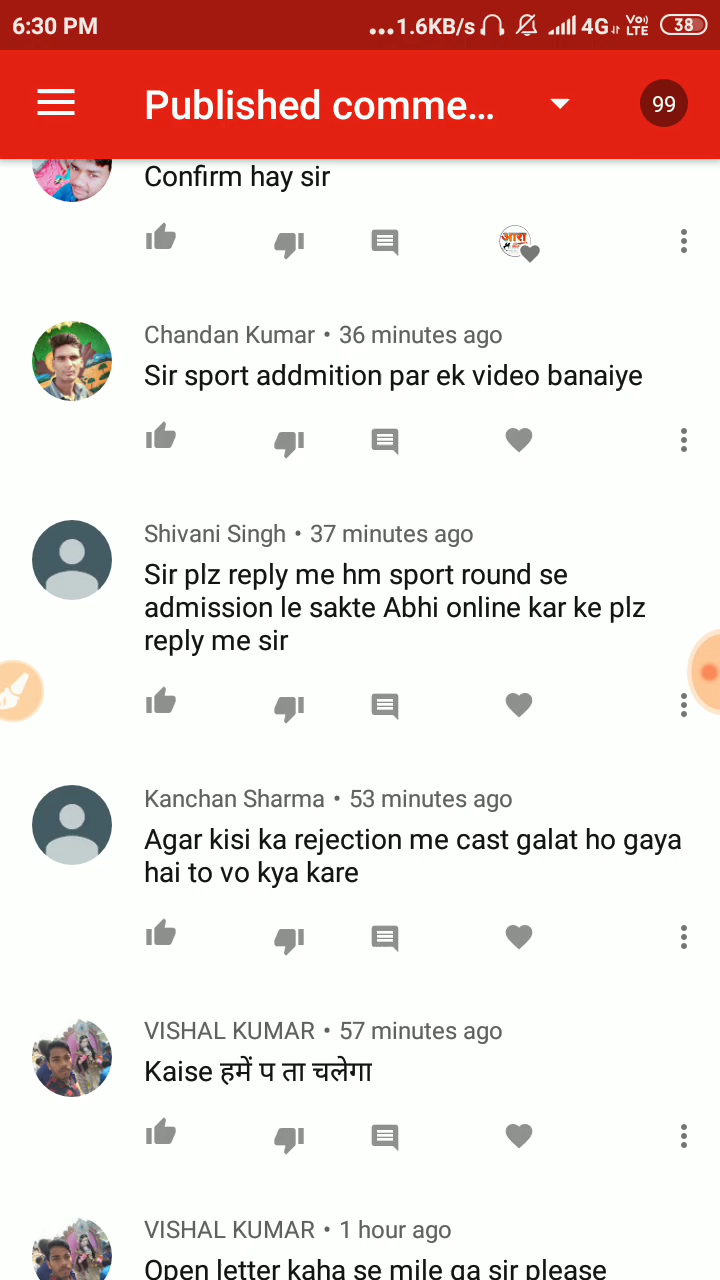 6:30 PM
...1.6KB/s 4G Vo)) LTE 38
Published comme...
99
Confirm hay sir
आरा
Chandan Kumar • 36 minutes ago
Sir sport addmition par ek video banaiye
Shivani Singh • 37 minutes ago
Sir plz reply me hm sport round se
admission le sakte Abhi online kar ke plz
reply me sir
Kanchan Sharma • 53 minutes ago
Agar kisi ka rejection me cast galat ho gaya
hai to vo kya kare
VISHAL KUMAR • 57 minutes ago
Kaise हमें प ता चलेगा
VISHAL KUMAR • 1 hour ago
Open letter kaha se mile ga sir please